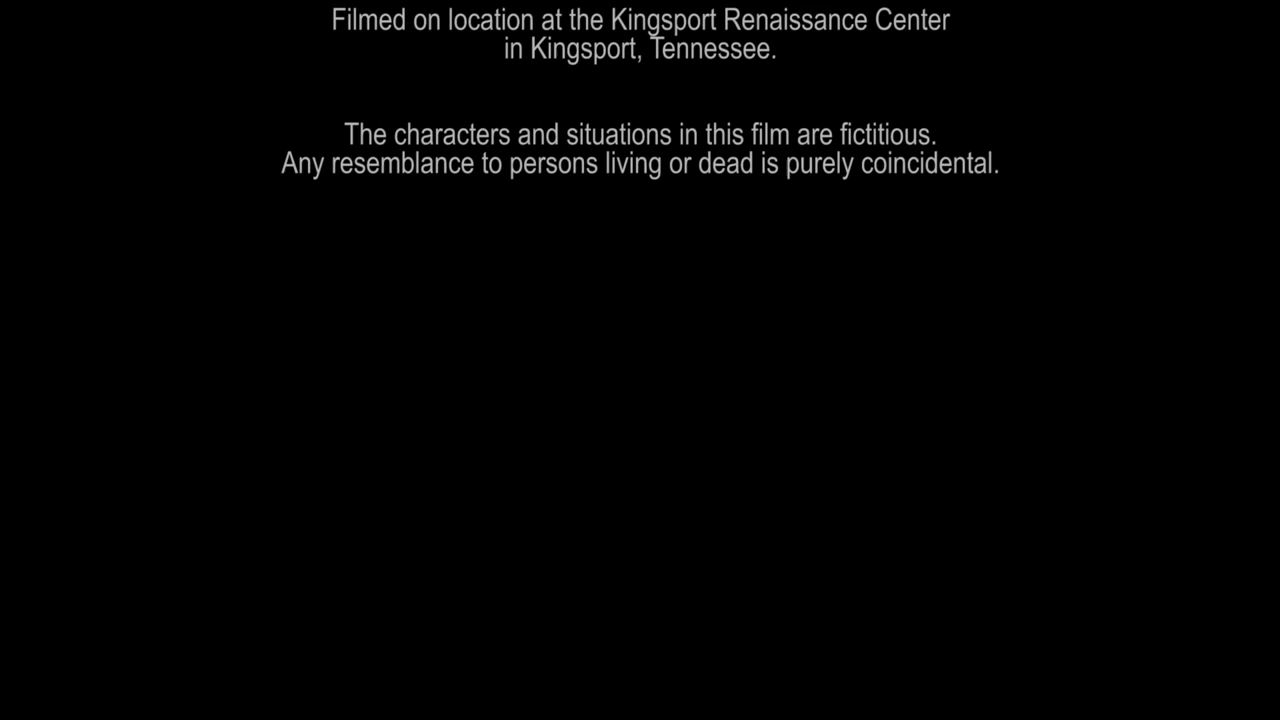 Filmed on location at the Kingsport Renaissance Center
in Kingsport, Tennessee.
The characters and situations in this film are fictitious.
Any resemblance to persons living or dead is purely coincidental.